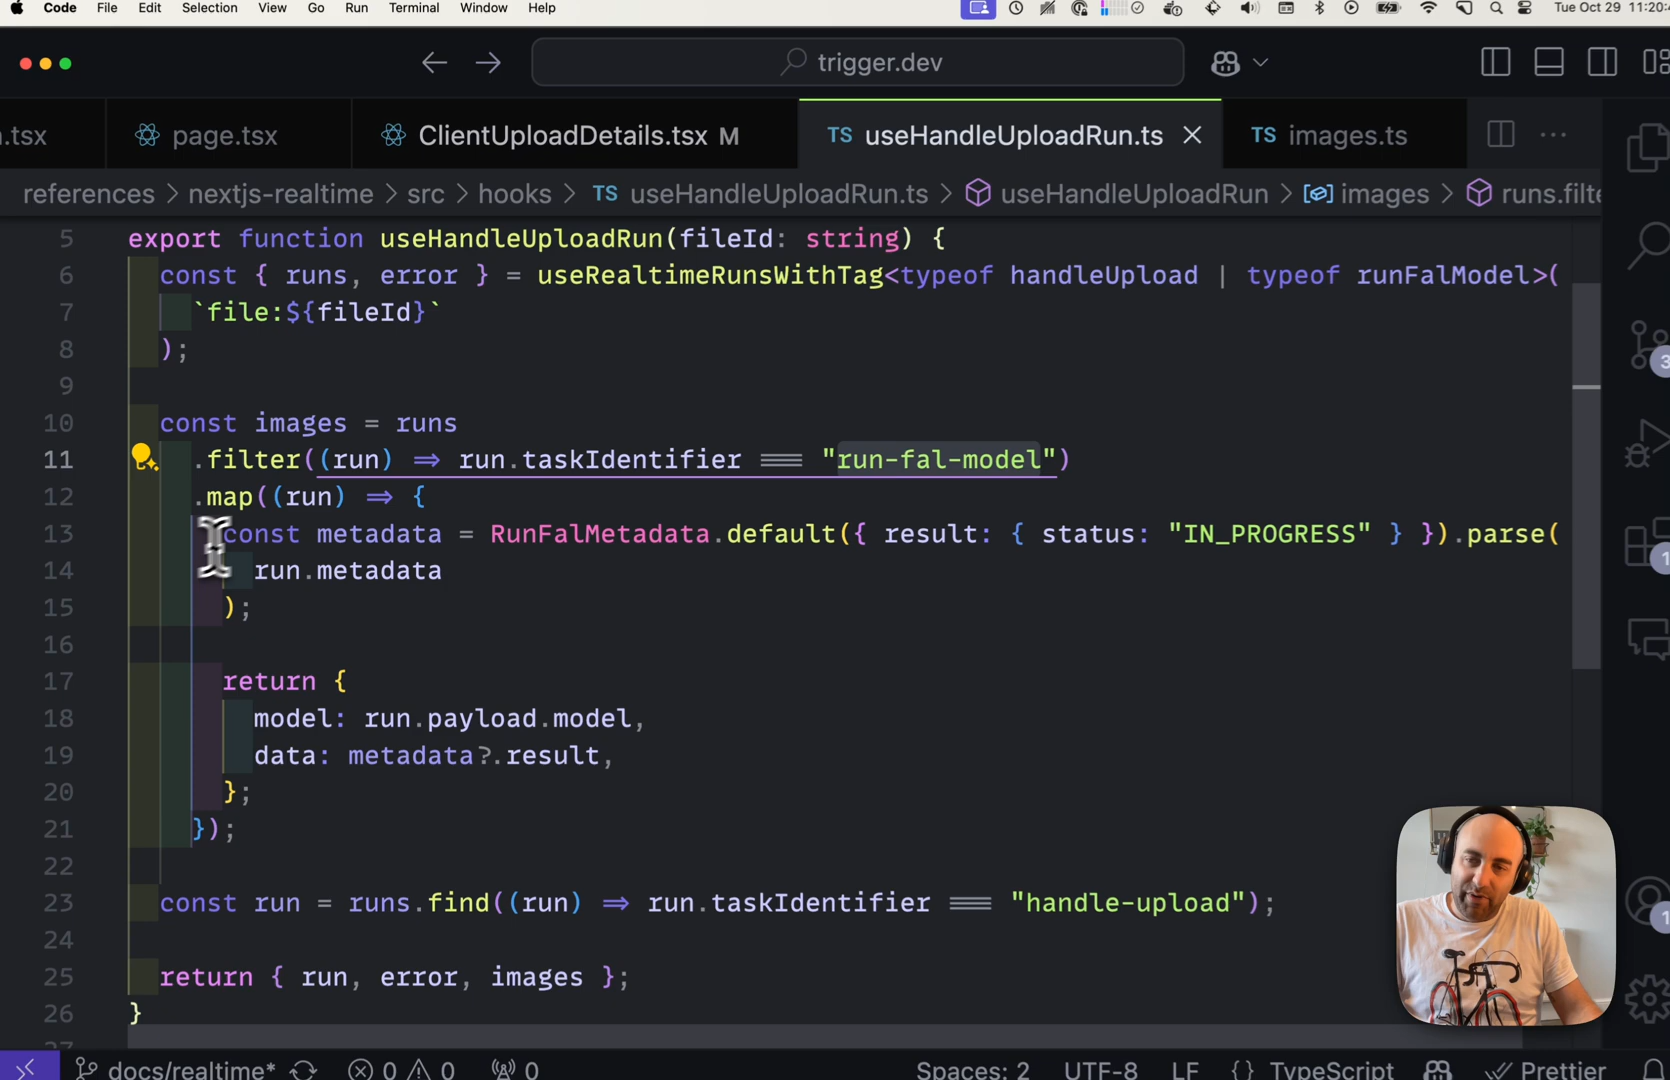 Code File Edit Selection View Go Run Terminal Window Help Tue Oct 29 11:20:
trigger.dev
.tsx page.tsx ClientUploadDetails.tsx M TS useHandleUploadRun.ts TS images.ts
references > nextjs-realtime > src > hooks > TS useHandleUploadRun.ts > useHandleUploadRun > images > runs.filte
5 export function useHandleUploadRun(fileId: string) {
6 const { runs, error } = useRealtimeRunsWithTag<typeof handleUpload | typeof runFalModel>(
7 `file:${fileId}`
8 );
9
10 const images = runs
11 .filter((run) => run.taskIdentifier === "run-fal-model")
12 .map((run) => {
13 const metadata = RunFalMetadata.default({ result: { status: "IN_PROGRESS" } }).parse(
14 run.metadata
15 );
16
17 return {
18 model: run.payload.model,
19 data: metadata?.result,
20 };
21 });
22
23 const run = runs.find((run) => run.taskIdentifier === "handle-upload");
24
25 return { run, error, images };
26 }
3
1
1
docs/realtime* 0 0 0 Spaces: 2 UTF-8 LF {} TypeScript Prettier